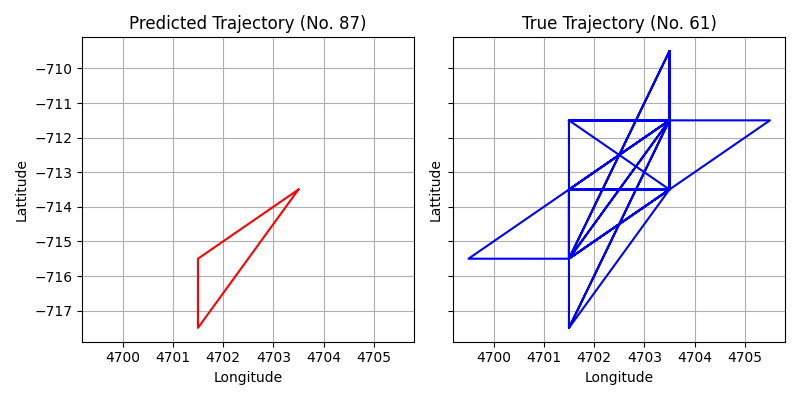 Predicted Trajectory (No. 87)
True Trajectory (No. 61)
−710
−711
−712
−713
−714
−715
−716
−717
Lattitude
Lattitude
4700 4701 4702 4703 4704 4705
4700 4701 4702 4703 4704 4705
Longitude
Longitude